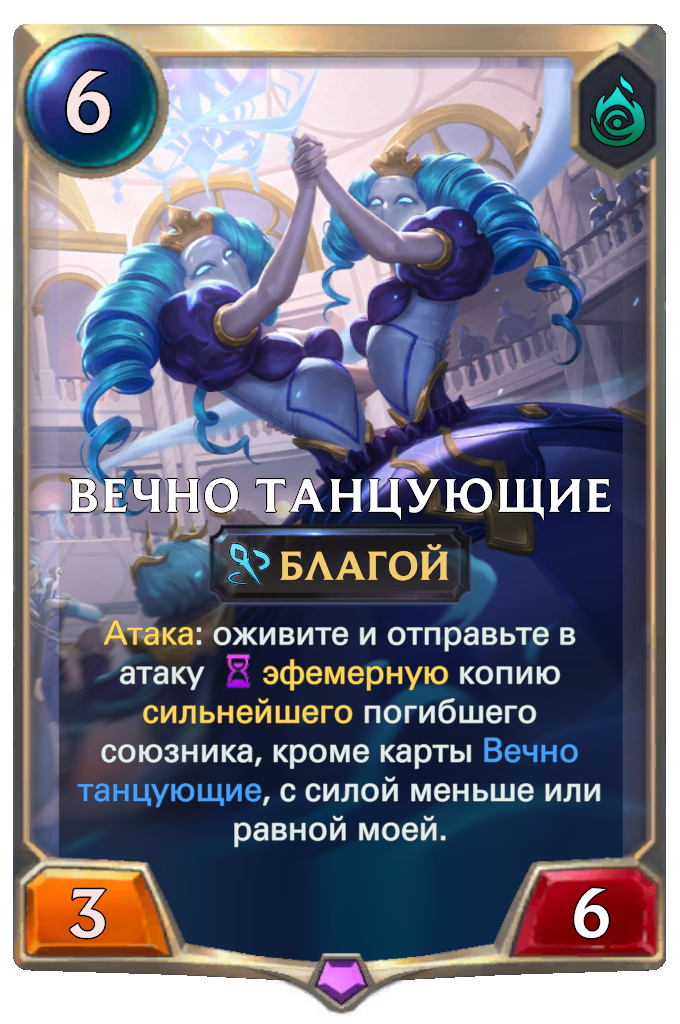 6
ВЕЧНО ТАНЦУЮЩИЕ
БЛАГОЙ
Атака: оживите и отправьте в
атаку эфемерную копию
сильнейшего погибшего
союзника, кроме карты Вечно
танцующие, с силой меньше или
равной моей.
3
6